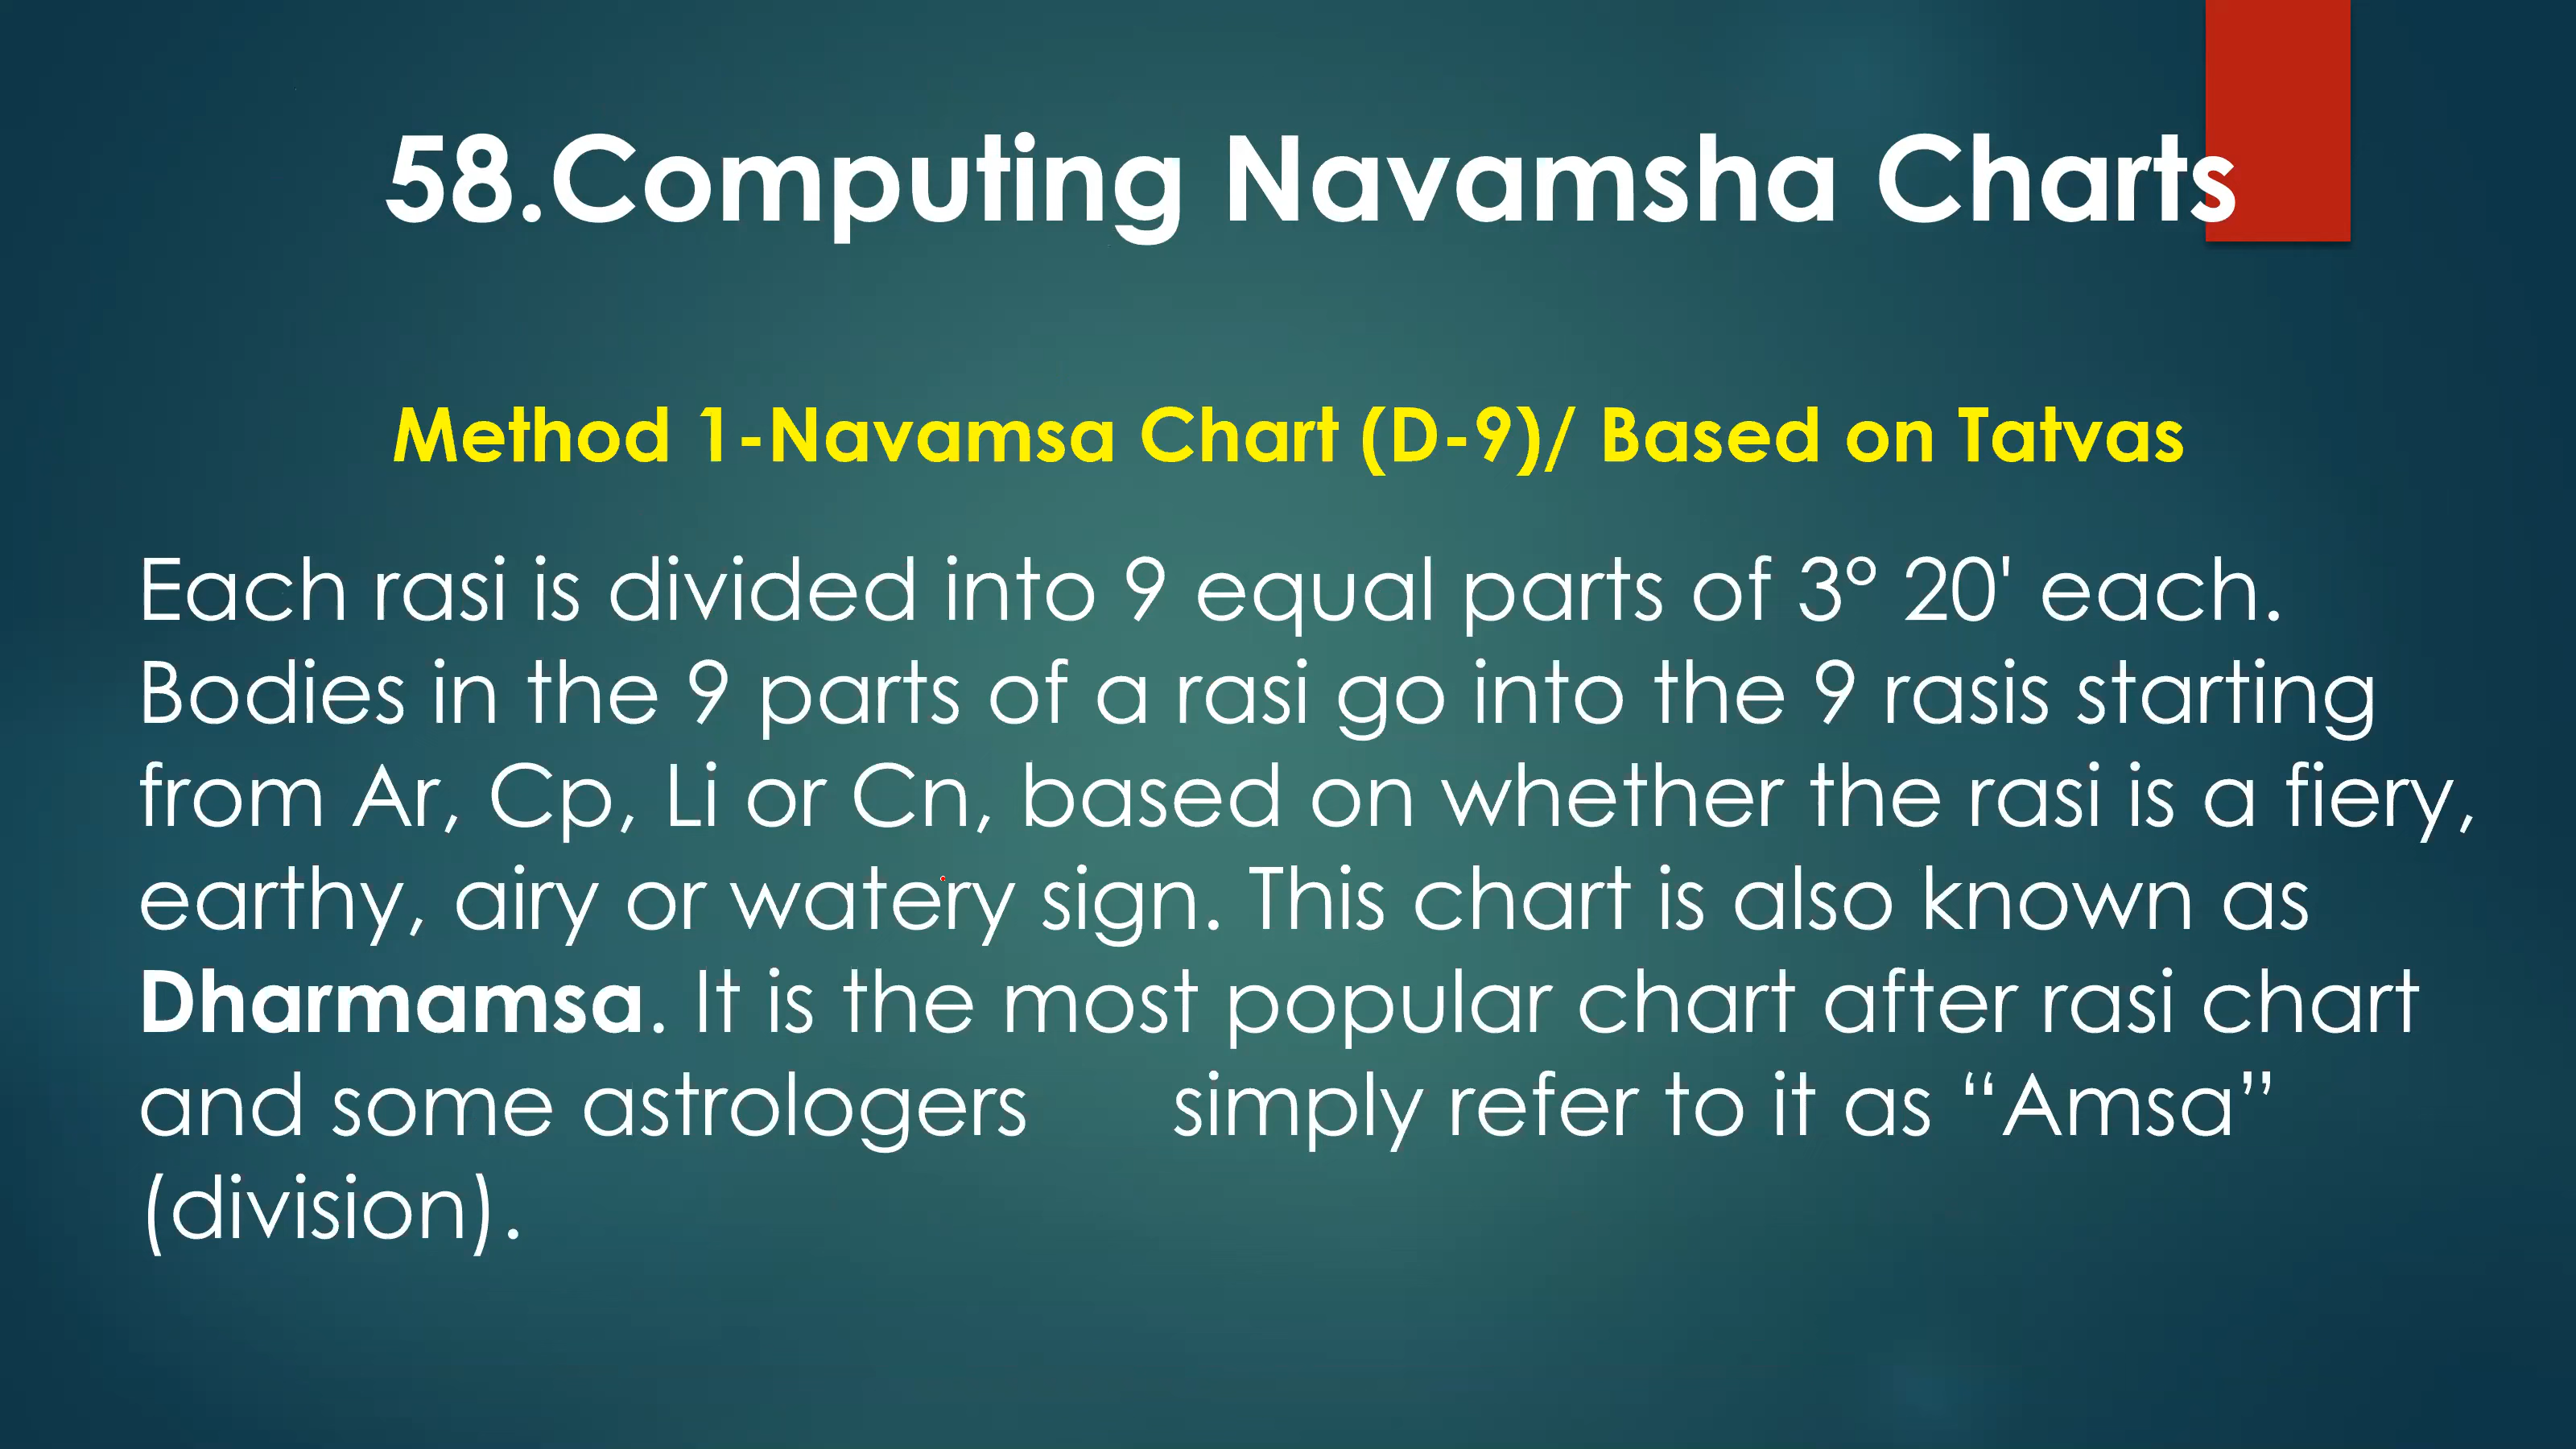 58.Computing Navamsha Charts
Method 1-Navamsa Chart (D-9)/ Based on Tatvas
Each rasi is divided into 9 equal parts of 3° 20' each.
Bodies in the 9 parts of a rasi go into the 9 rasis starting
from Ar, Cp, Li or Cn, based on whether the rasi is a fiery,
earthy, airy or watery sign. This chart is also known as
Dharmamsa. It is the most popular chart after rasi chart
and some astrologers simply refer to it as “Amsa”
(division).